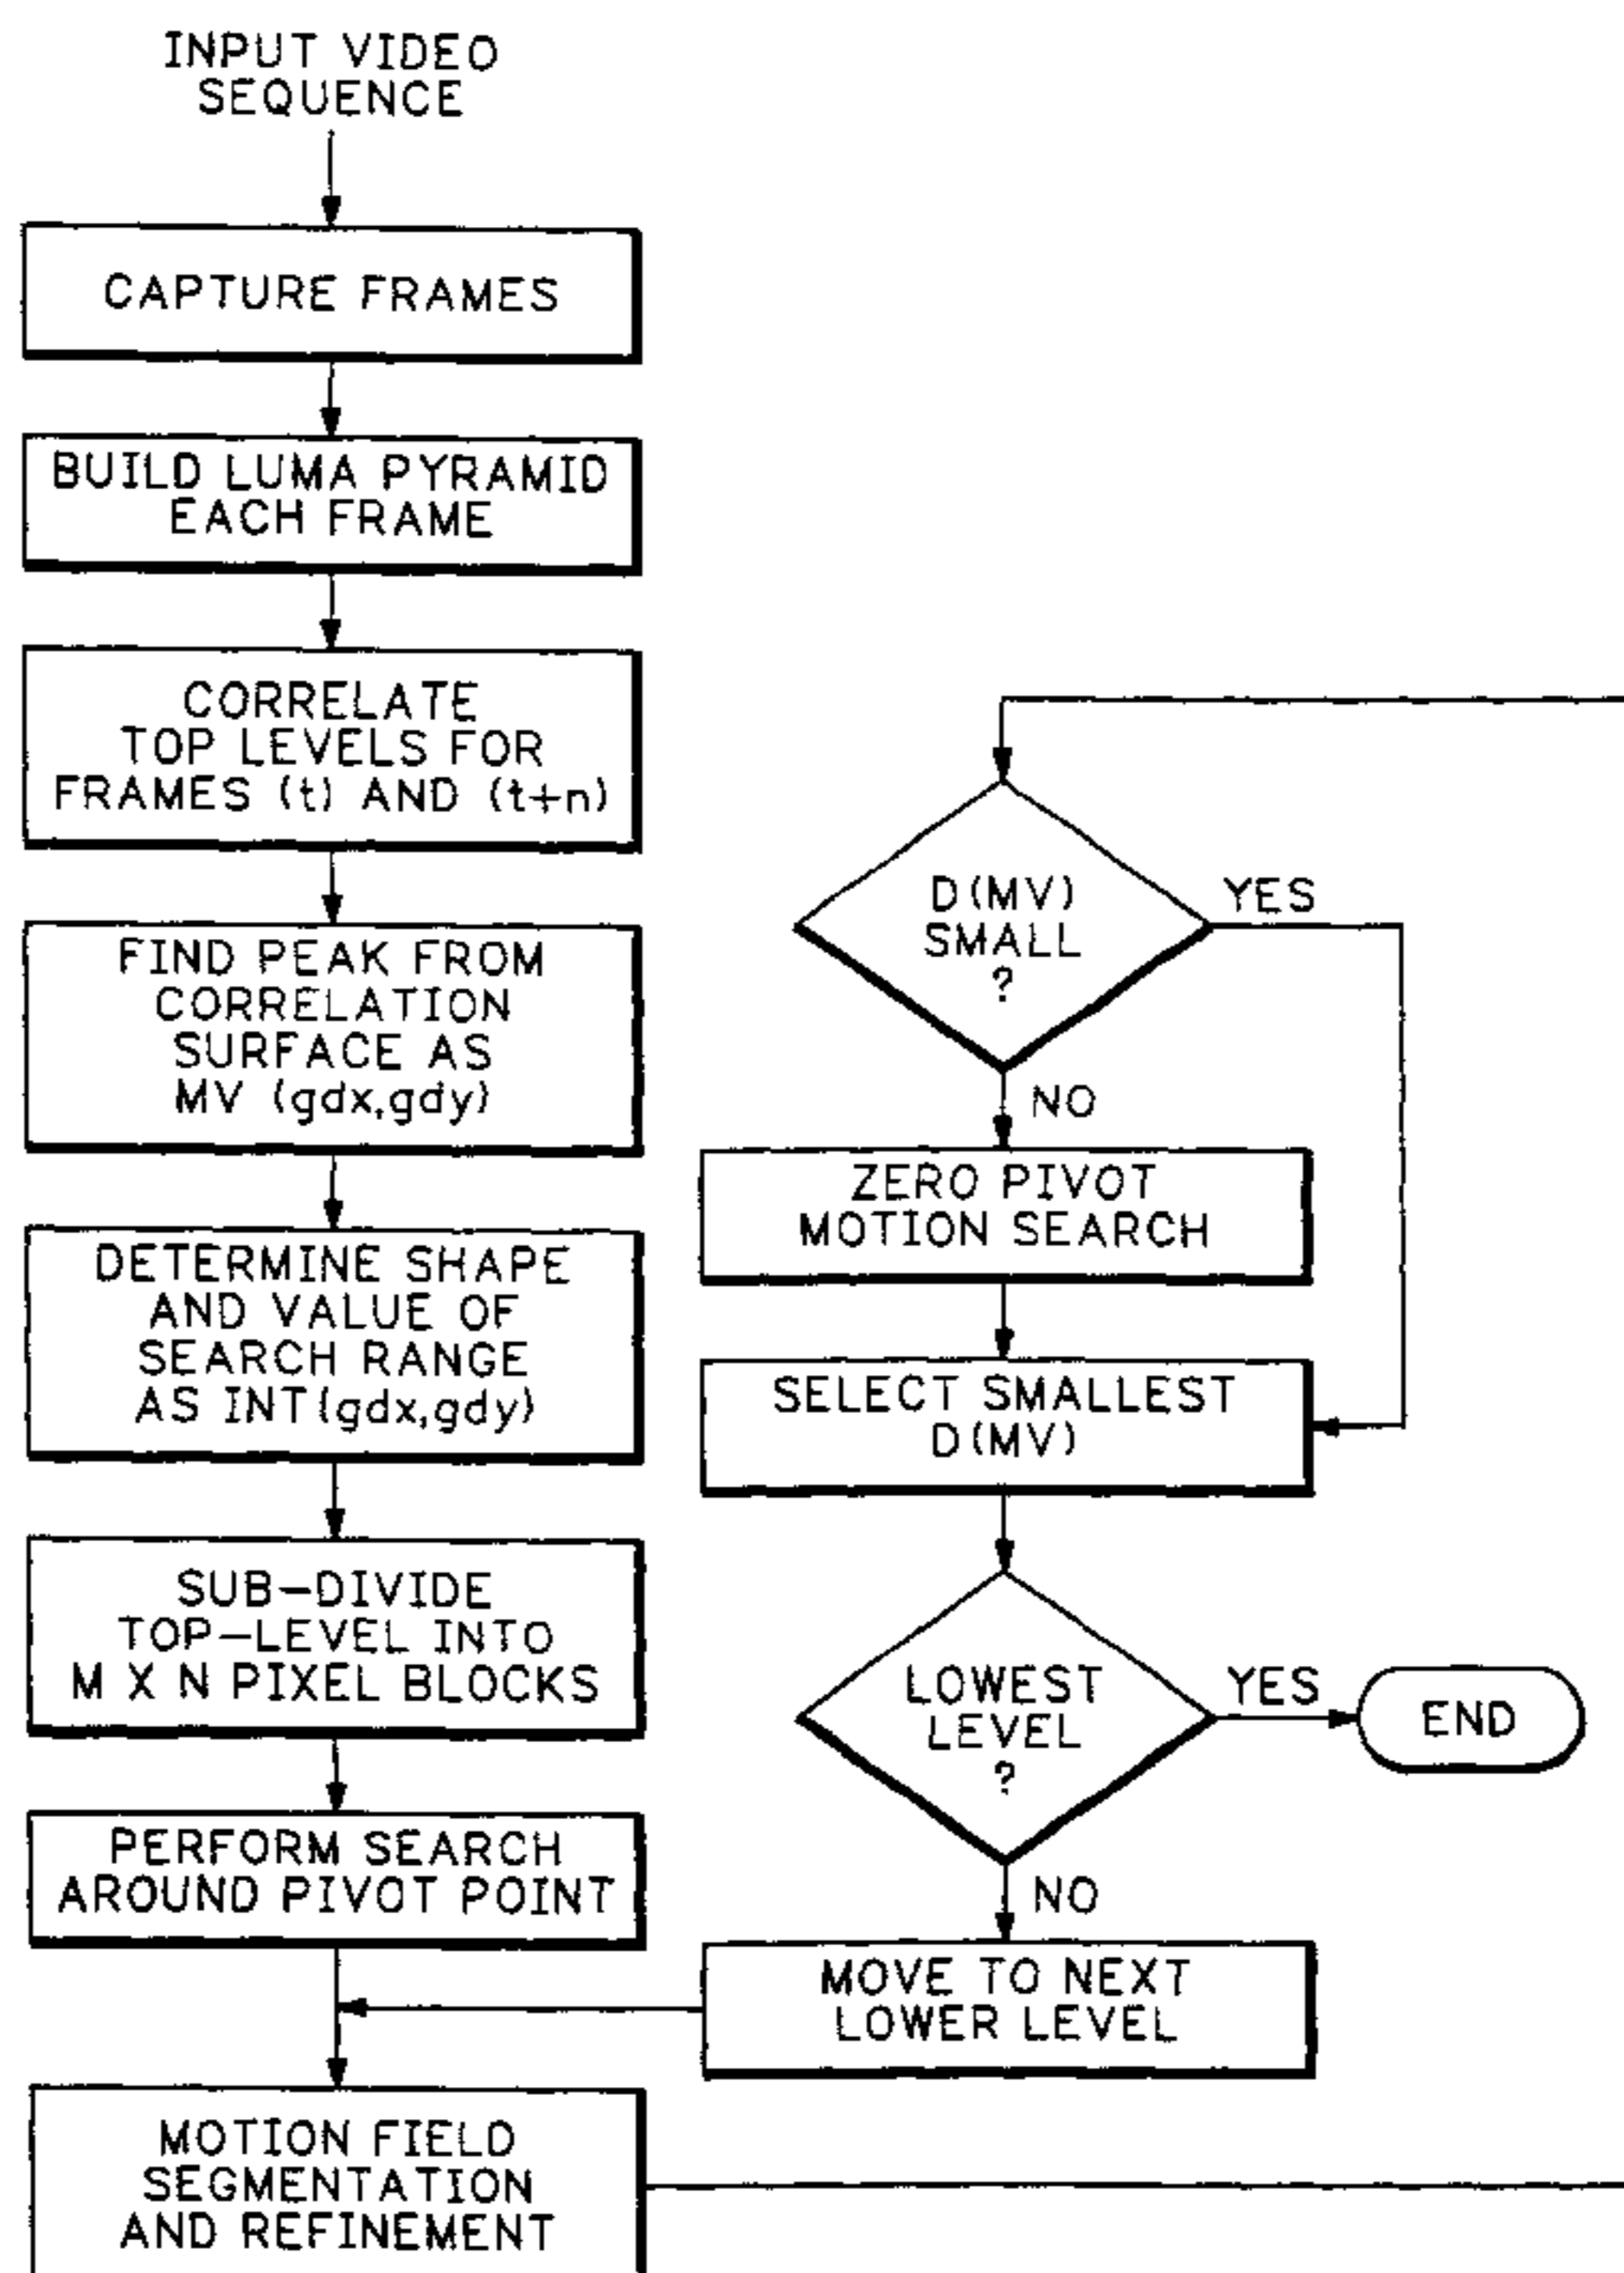 INPUT VIDEO
SEQUENCE
CAPTURE FRAMES
BUILD LUMA PYRAMID
EACH FRAME
CORRELATE
TOP LEVELS FOR
FRAMES (t) AND (t+n)
FIND PEAK FROM
CORRELATION
SURFACE AS
MV (gdx,gdy)
DETERMINE SHAPE
AND VALUE OF
SEARCH RANGE
AS INT(gdx,gdy)
SUB-DIVIDE
TOP-LEVEL INTO
M X N PIXEL BLOCKS
PERFORM SEARCH
AROUND PIVOT POINT
MOTION FIELD
SEGMENTATION
AND REFINEMENT
D(MV)
SMALL
?
YES
NO
ZERO PIVOT
MOTION SEARCH
SELECT SMALLEST
D(MV)
LOWEST
LEVEL
?
YES
END
NO
MOVE TO NEXT
LOWER LEVEL